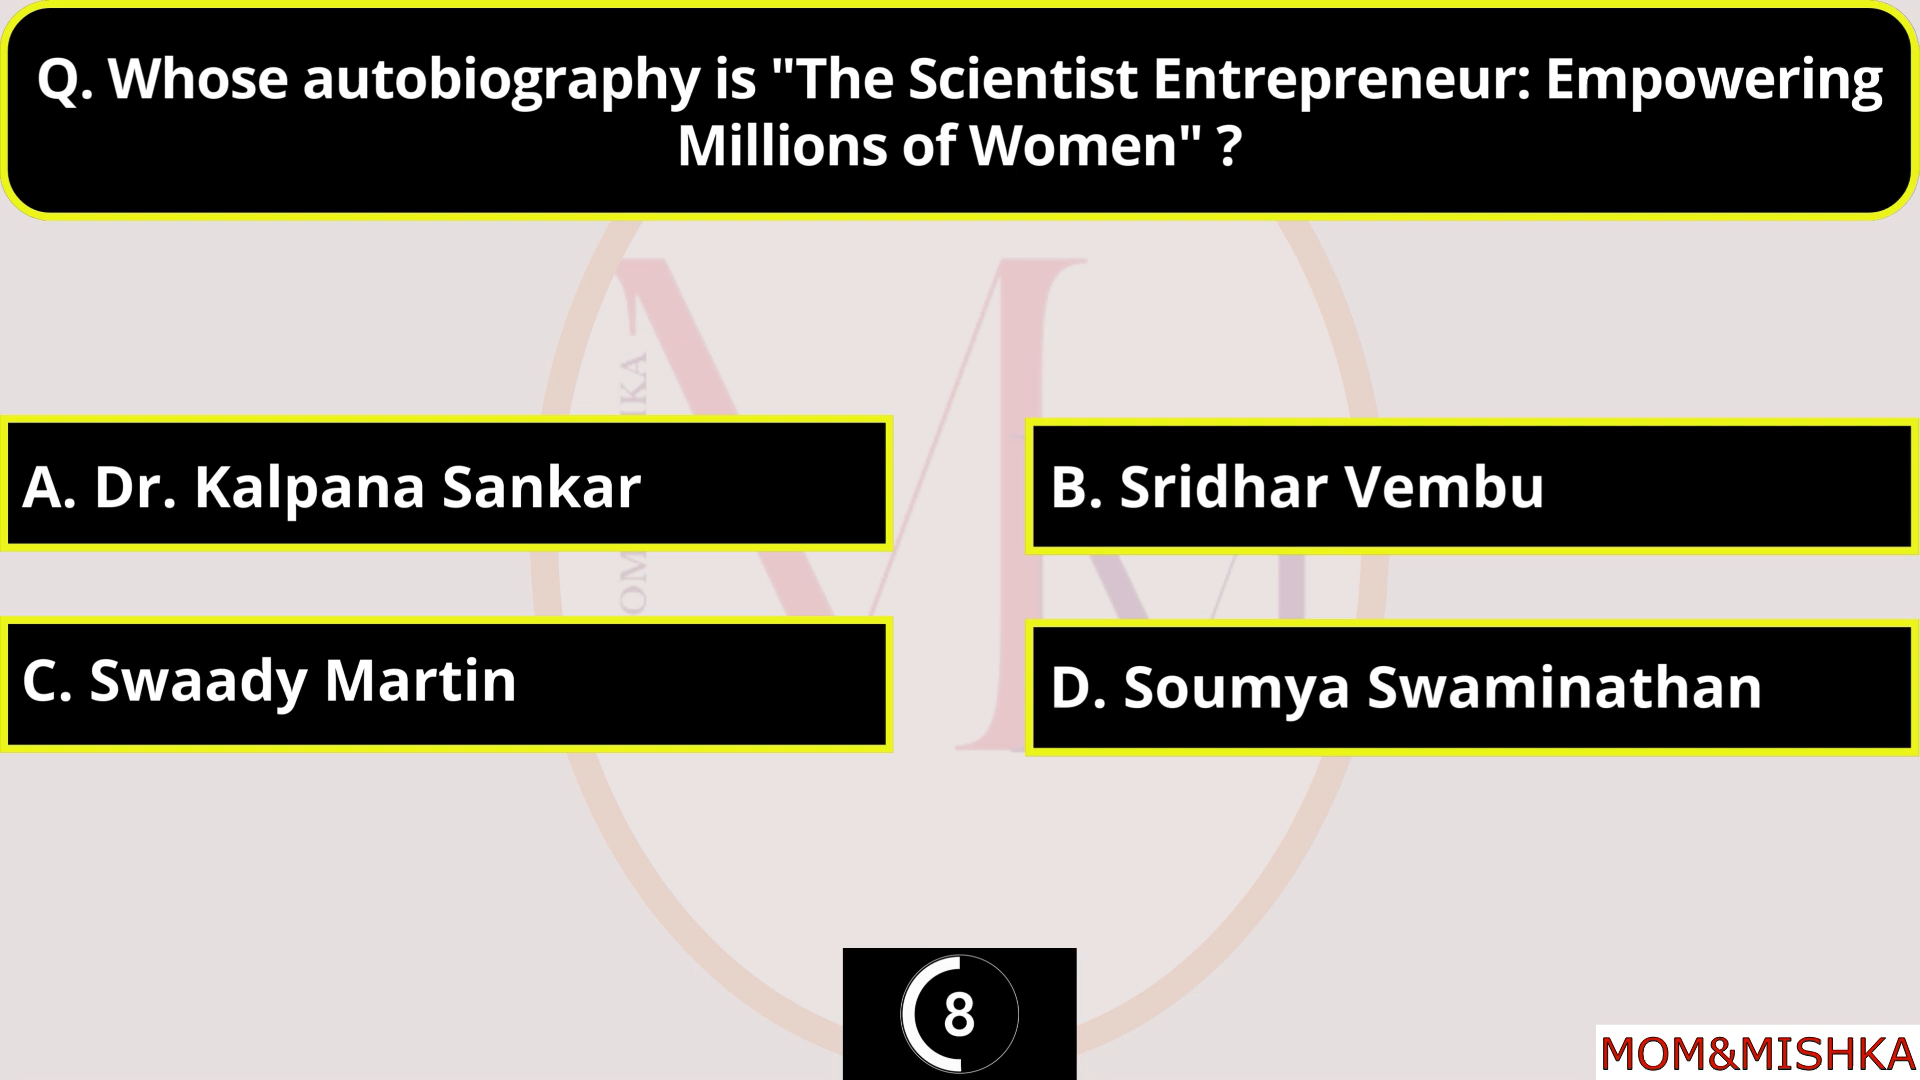 Q. Whose autobiography is "The Scientist Entrepreneur: Empowering
Millions of Women" ?
A. Dr. Kalpana Sankar
B. Sridhar Vembu
C. Swaady Martin
D. Soumya Swaminathan
8
MOM&MISHKA